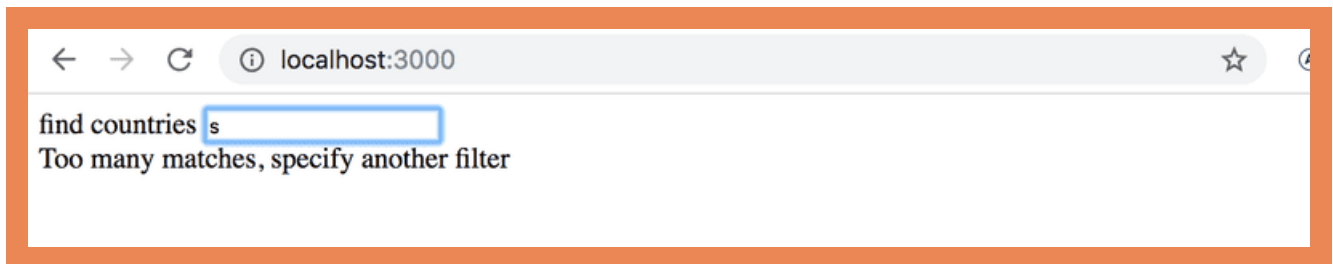 localhost:3000
find countries s
Too many matches, specify another filter